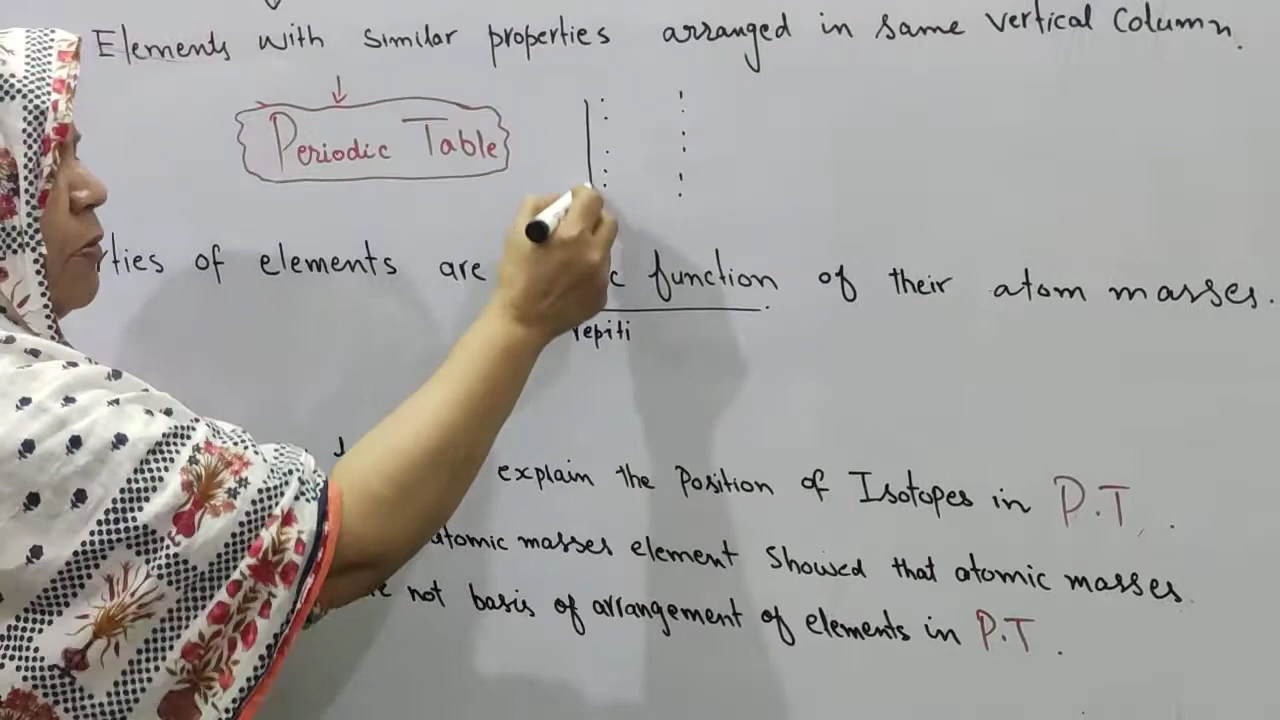 Elements with similar properties arranged in same vertical column.
Periodic Table
rties of elements are c function of their atom masses.
repiti
explain the Position of Isotopes in P.T.
atomic masses element showed that atomic masses
not basis of arrangement of elements in P.T.